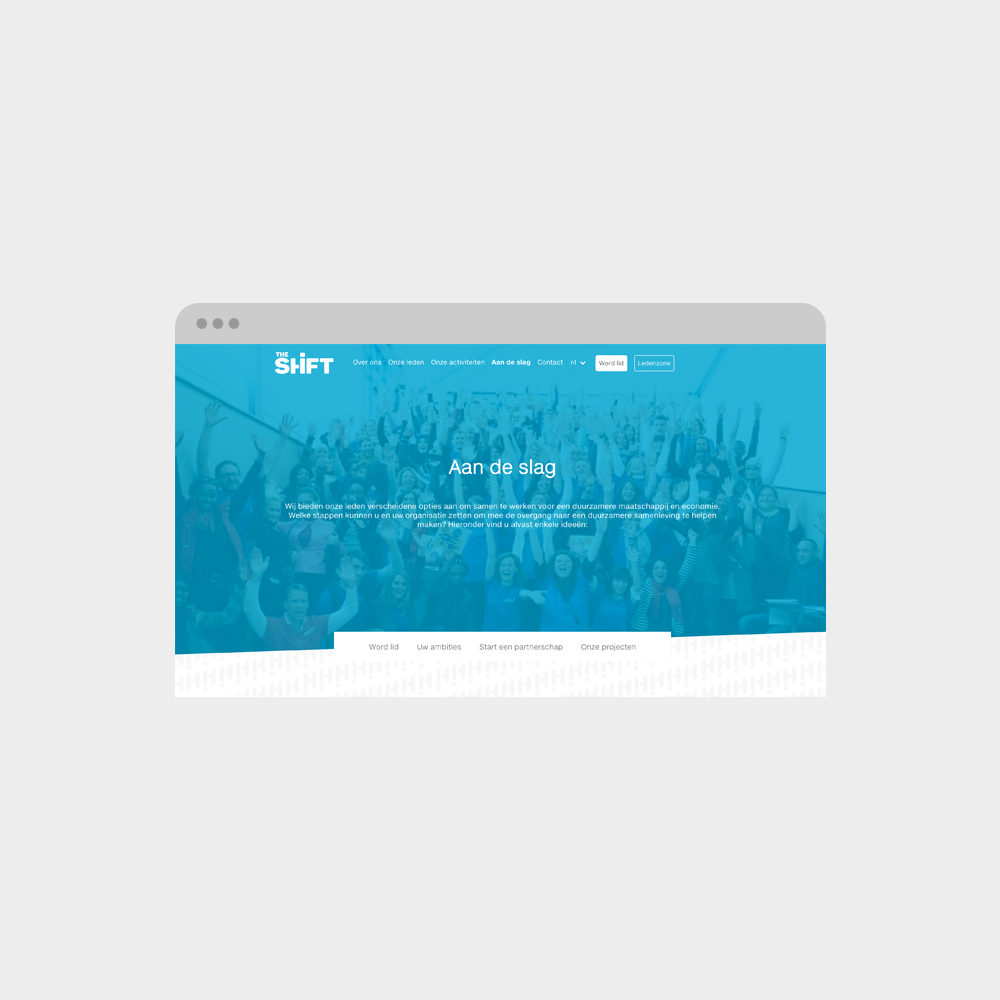 THE
SHIFT
Over ons Onze leden Onze activiteiten Aan de slag Contact nl Word lid Ledenzone
Aan de slag
Wij bieden onze leden verscheidene opties aan om samen te werken voor een duurzamere maatschappij en economie.
Welke stappen kunnen u en uw organisatie zetten om mee de overgang naar een duurzamere samenleving te helpen
maken? Hieronder vind u alvast enkele ideeën:
Word lid Uw ambities Start een partnerschap Onze projecten